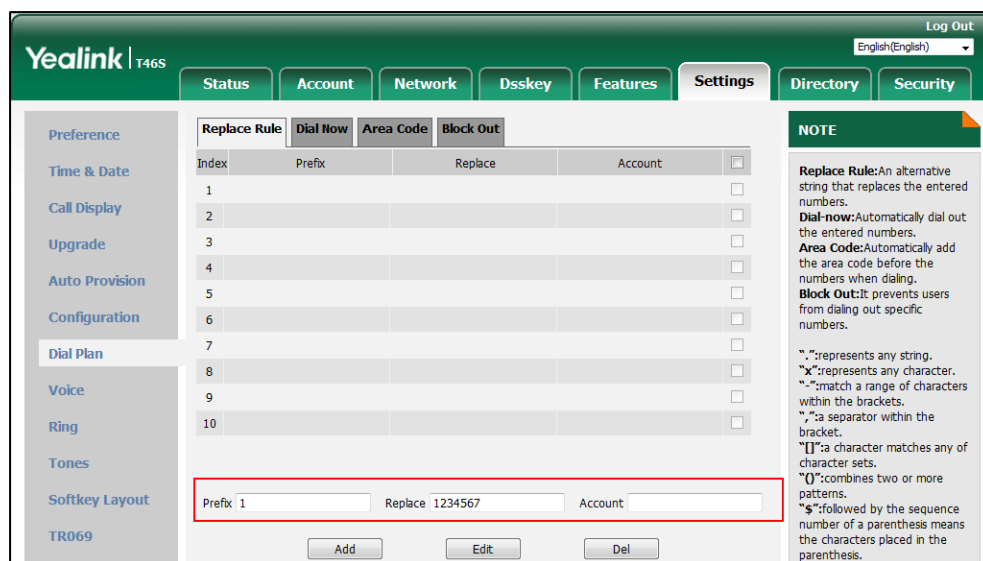 Log Out
Yealink T46S
English(English)
Status Account Network Dsskey Features Settings Directory Security
Preference
Time & Date
Call Display
Upgrade
Auto Provision
Configuration
Dial Plan
Voice
Ring
Tones
Softkey Layout
TR069
Replace Rule Dial Now Area Code Block Out
Index Prefix Replace Account
1
2
3
4
5
6
7
8
9
10
Prefix 1 Replace 1234567 Account
Add Edit Del
NOTE
Replace Rule:An alternative
string that replaces the entered
numbers.
Dial-now:Automatically dial out
the entered numbers.
Area Code:Automatically add
the area code before the
numbers when dialing.
Block Out:It prevents users
from dialing out specific
numbers.
".":represents any string.
"x":represents any character.
"-":match a range of characters
within the brackets.
",":a separator within the
bracket.
"[]":a character matches any of
character sets.
"()":combines two or more
patterns.
"$":followed by the sequence
number of a parenthesis means
the characters placed in the
parenthesis.